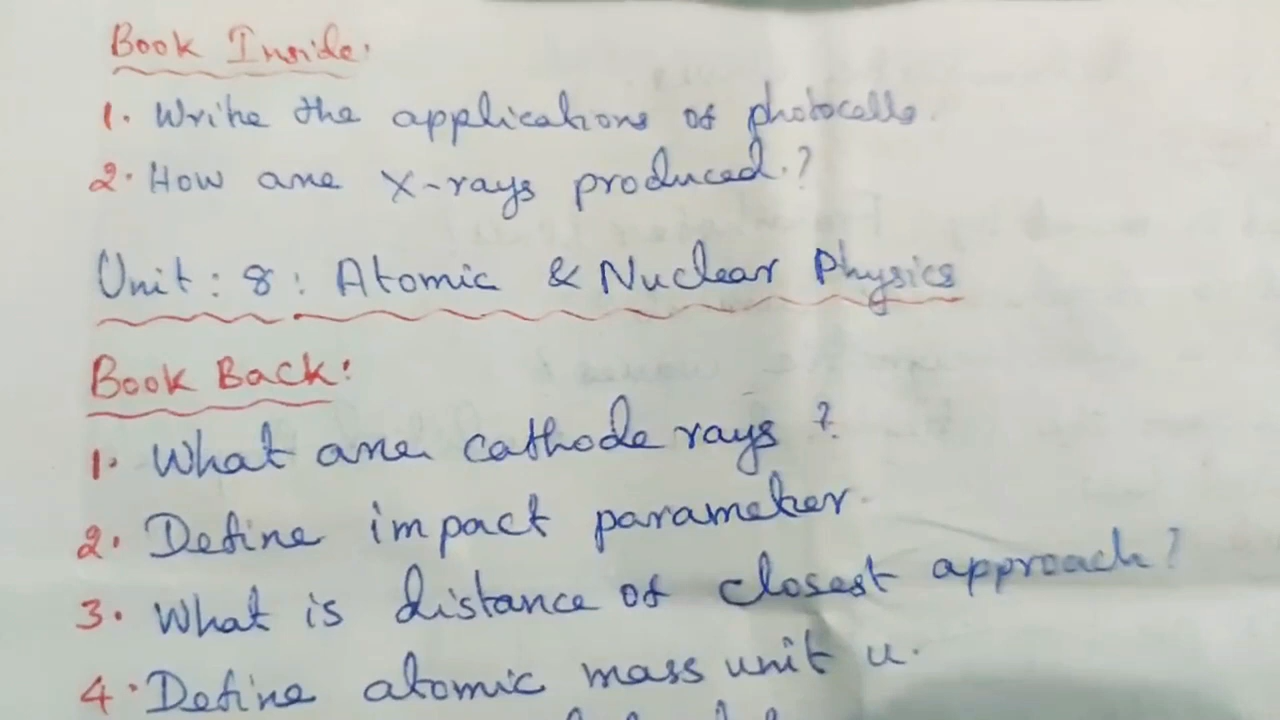 Book Inside:
1. Write the applications of photocells.
2. How are X-rays produced.?
Unit: 8: Atomic & Nuclear Physics
Book Back:
1. What are cathode rays?
2. Define impact parameter.
3. What is distance of closest approach?
4. Define atomic mass unit u.